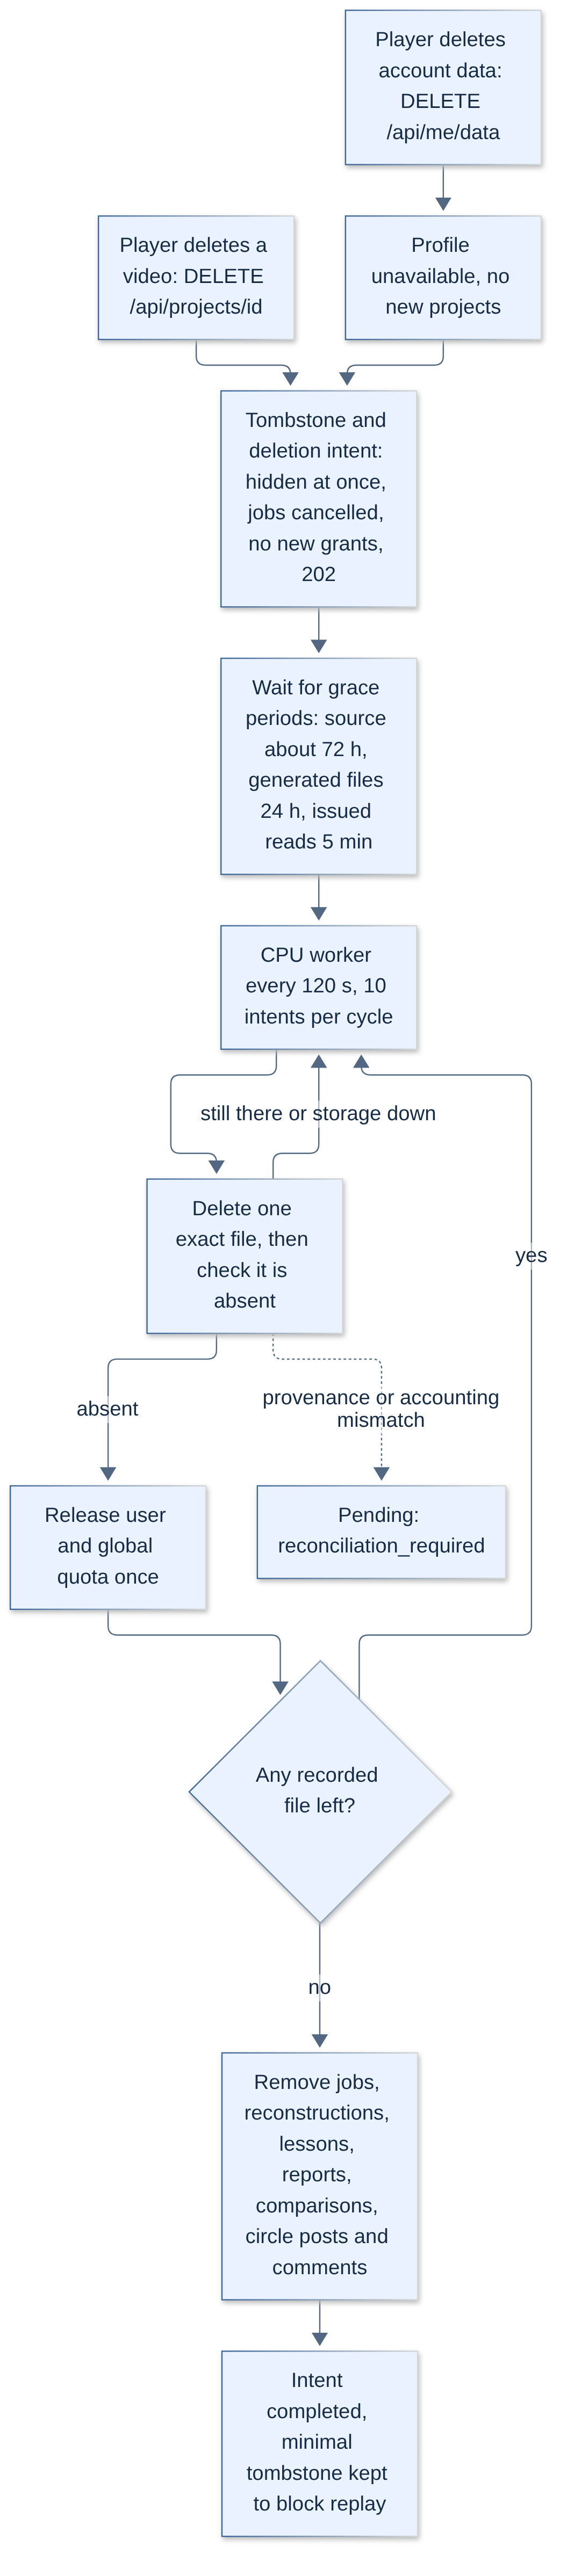 Player deletes
account data:
DELETE
/api/me/data
Player deletes a
video: DELETE
/api/projects/id
Profile
unavailable, no
new projects
Tombstone and
deletion intent:
hidden at once,
jobs cancelled,
no new grants,
202
Wait for grace
periods: source
about 72 h,
generated files
24 h, issued
reads 5 min
CPU worker
every 120 s, 10
intents per cycle
still there or storage down
Delete one
exact file, then
check it is
absent
yes
absent
provenance or accounting
mismatch
Release user
and global
quota once
Pending:
reconciliation_required
Any recorded
file left?
no
Remove jobs,
reconstructions,
lessons,
reports,
comparisons,
circle posts and
comments
Intent
completed,
minimal
tombstone kept
to block replay